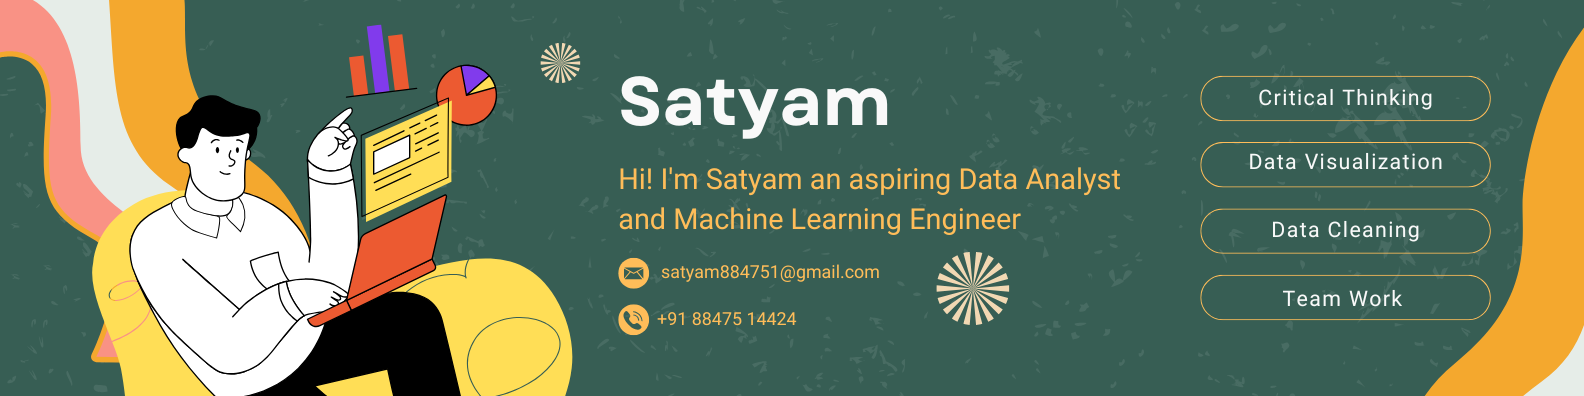 Satyam
Hi! I'm Satyam an aspiring Data Analyst
and Machine Learning Engineer
satyam884751@gmail.com
+91 88475 14424
Critical Thinking
Data Visualization
Data Cleaning
Team Work